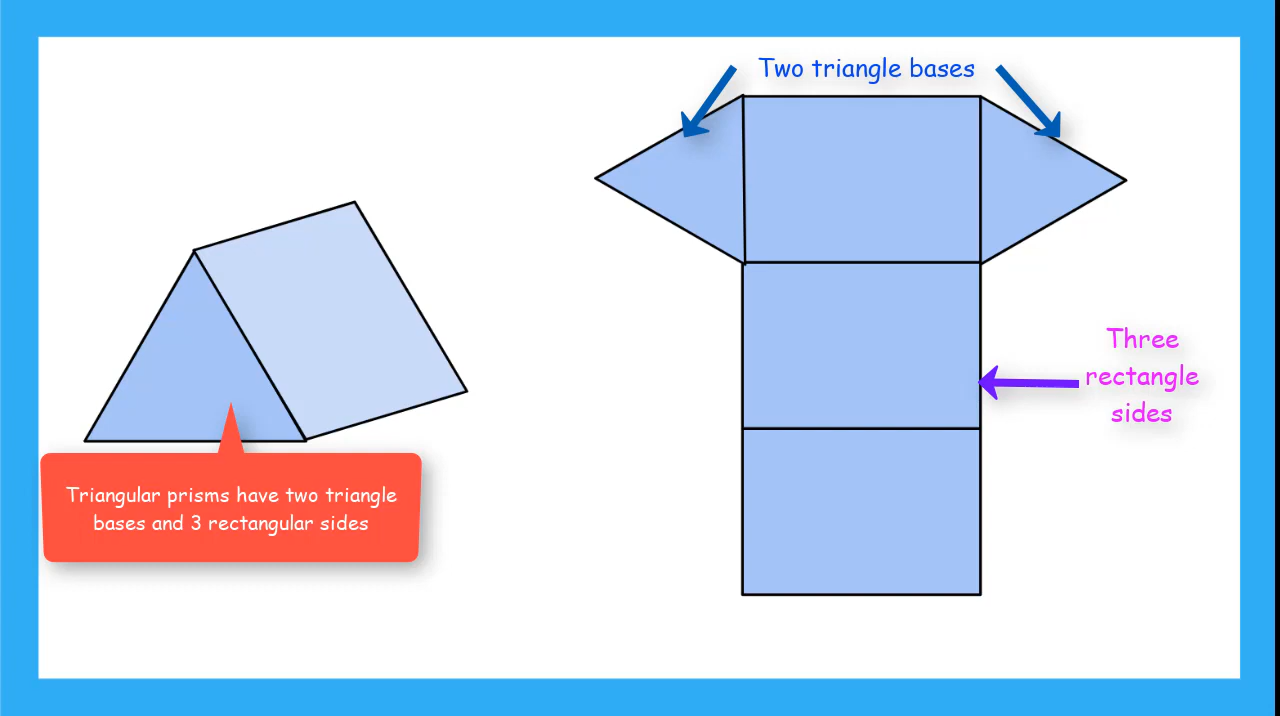 Two triangle bases
Three
rectangle
sides
Triangular prisms have two triangle
bases and 3 rectangular sides